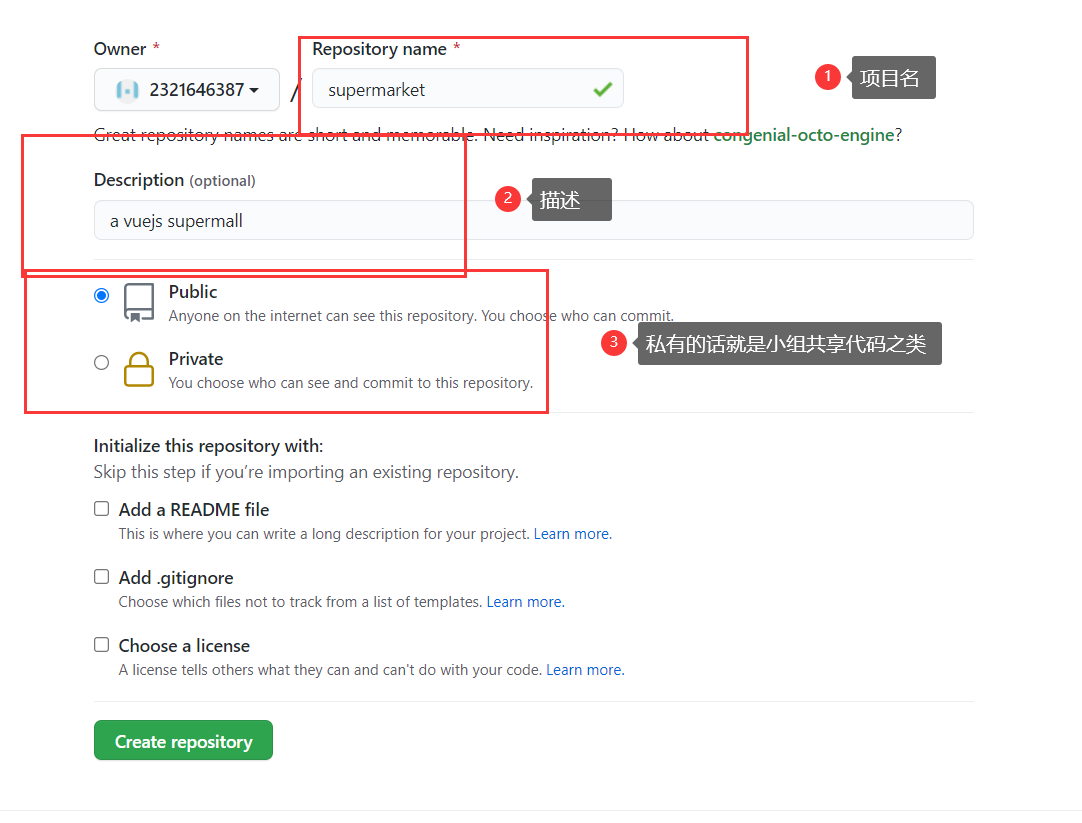 Owner *
Repository name *
2321646387
/
supermarket
1
项目名
Great repository names are short and memorable. Need inspiration? How about congenial-octo-engine?
Description (optional)
2
描述
a vuejs supermall
Public
Anyone on the internet can see this repository. You choose who can commit.
3
私有的话就是小组共享代码之类
Private
You choose who can see and commit to this repository.
Initialize this repository with:
Skip this step if you’re importing an existing repository.
Add a README file
This is where you can write a long description for your project. Learn more.
Add .gitignore
Choose which files not to track from a list of templates. Learn more.
Choose a license
A license tells others what they can and can't do with your code. Learn more.
Create repository